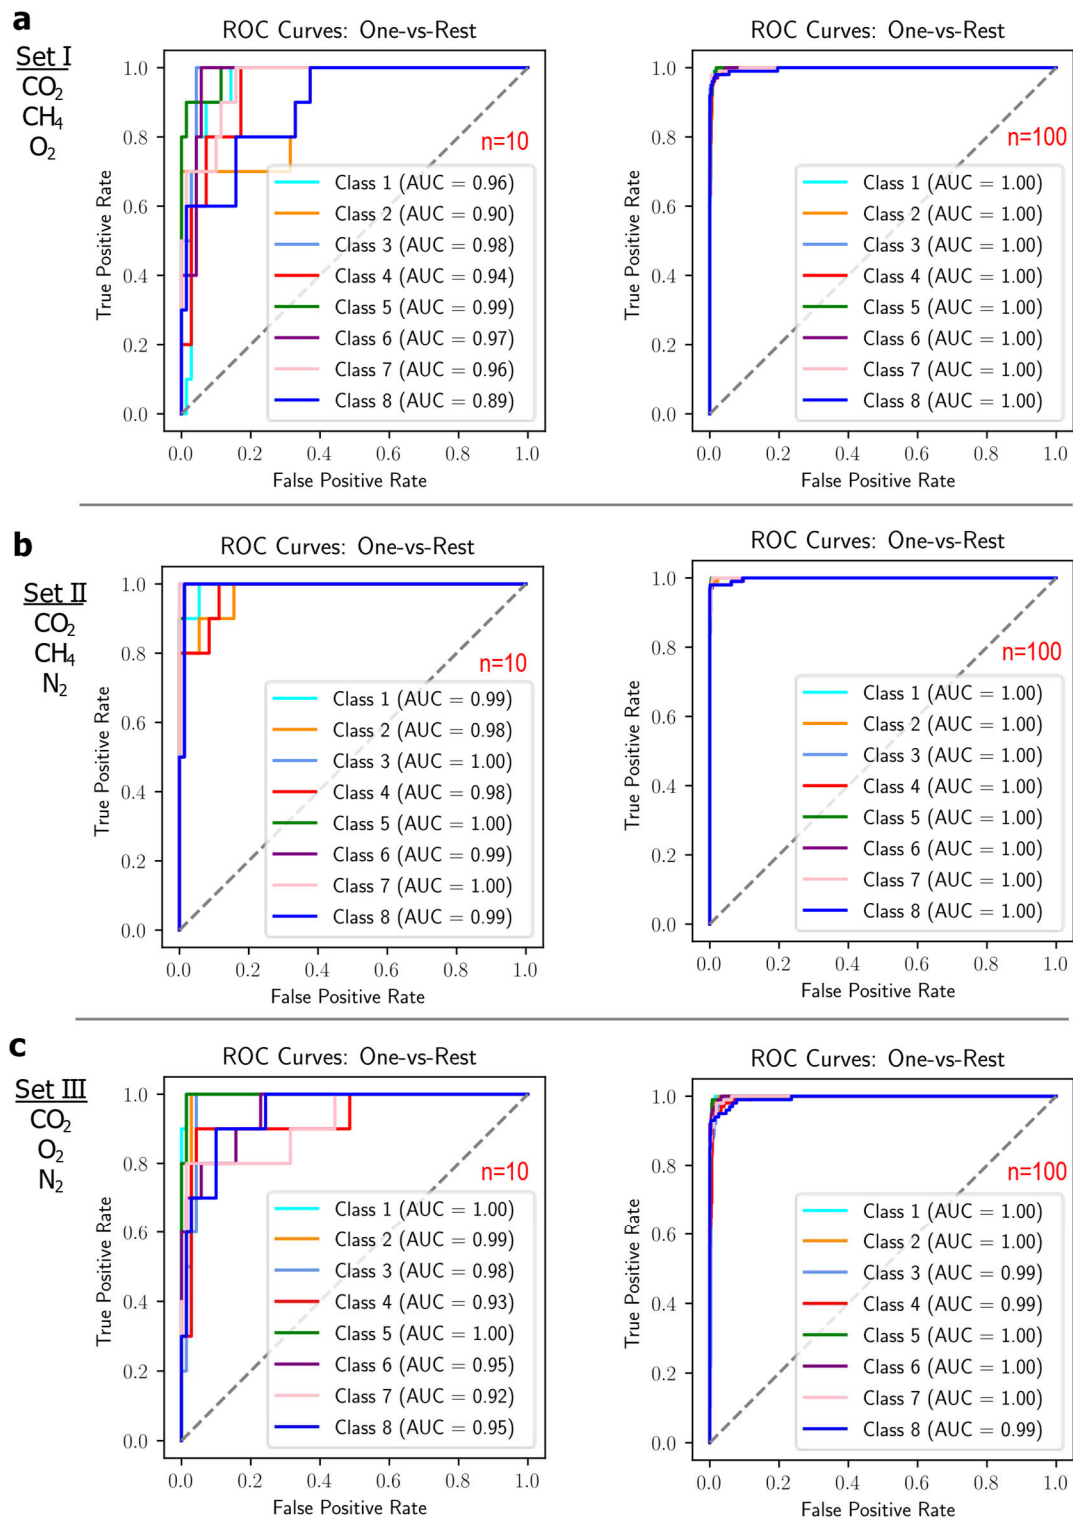 a
Set I
CO₂
CH₄
O₂
ROC Curves: One-vs-Rest
True Positive Rate
1.0
0.8
0.6
0.4
0.2
0.0
n=10
Class 1 (AUC = 0.96)
Class 2 (AUC = 0.90)
Class 3 (AUC = 0.98)
Class 4 (AUC = 0.94)
Class 5 (AUC = 0.99)
Class 6 (AUC = 0.97)
Class 7 (AUC = 0.96)
Class 8 (AUC = 0.89)
0.0 0.2 0.4 0.6 0.8 1.0
False Positive Rate
ROC Curves: One-vs-Rest
True Positive Rate
1.0
0.8
0.6
0.4
0.2
0.0
n=100
Class 1 (AUC = 1.00)
Class 2 (AUC = 1.00)
Class 3 (AUC = 1.00)
Class 4 (AUC = 1.00)
Class 5 (AUC = 1.00)
Class 6 (AUC = 1.00)
Class 7 (AUC = 1.00)
Class 8 (AUC = 1.00)
0.0 0.2 0.4 0.6 0.8 1.0
False Positive Rate
b
Set II
CO₂
CH₄
N₂
ROC Curves: One-vs-Rest
True Positive Rate
1.0
0.8
0.6
0.4
0.2
0.0
n=10
Class 1 (AUC = 0.99)
Class 2 (AUC = 0.98)
Class 3 (AUC = 1.00)
Class 4 (AUC = 0.98)
Class 5 (AUC = 1.00)
Class 6 (AUC = 0.99)
Class 7 (AUC = 1.00)
Class 8 (AUC = 0.99)
0.0 0.2 0.4 0.6 0.8 1.0
False Positive Rate
ROC Curves: One-vs-Rest
True Positive Rate
1.0
0.8
0.6
0.4
0.2
0.0
n=100
Class 1 (AUC = 1.00)
Class 2 (AUC = 1.00)
Class 3 (AUC = 1.00)
Class 4 (AUC = 1.00)
Class 5 (AUC = 1.00)
Class 6 (AUC = 1.00)
Class 7 (AUC = 1.00)
Class 8 (AUC = 1.00)
0.0 0.2 0.4 0.6 0.8 1.0
False Positive Rate
c
Set III
CO₂
O₂
N₂
ROC Curves: One-vs-Rest
True Positive Rate
1.0
0.8
0.6
0.4
0.2
0.0
n=10
Class 1 (AUC = 1.00)
Class 2 (AUC = 0.99)
Class 3 (AUC = 0.98)
Class 4 (AUC = 0.93)
Class 5 (AUC = 1.00)
Class 6 (AUC = 0.95)
Class 7 (AUC = 0.92)
Class 8 (AUC = 0.95)
0.0 0.2 0.4 0.6 0.8 1.0
False Positive Rate
ROC Curves: One-vs-Rest
True Positive Rate
1.0
0.8
0.6
0.4
0.2
0.0
n=100
Class 1 (AUC = 1.00)
Class 2 (AUC = 1.00)
Class 3 (AUC = 0.99)
Class 4 (AUC = 0.99)
Class 5 (AUC = 1.00)
Class 6 (AUC = 1.00)
Class 7 (AUC = 1.00)
Class 8 (AUC = 0.99)
0.0 0.2 0.4 0.6 0.8 1.0
False Positive Rate